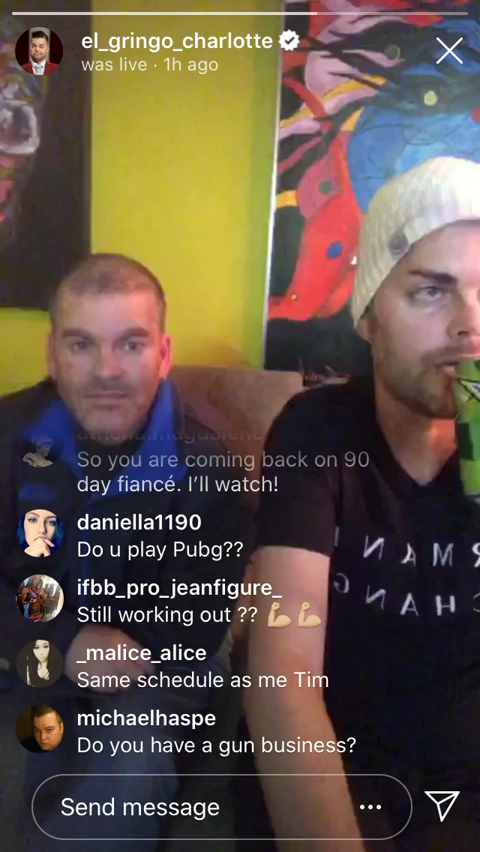 el_gringo_charlotte
was live · 1h ago
So you are coming back on 90
day fiancé. I'll watch!
daniella1190
Do u play Pubg??
ifbb_pro_jeanfigure_
Still working out ?? 💪🏼💪🏼
_malice_alice
Same schedule as me Tim
michaelhaspe
Do you have a gun business?
Send message